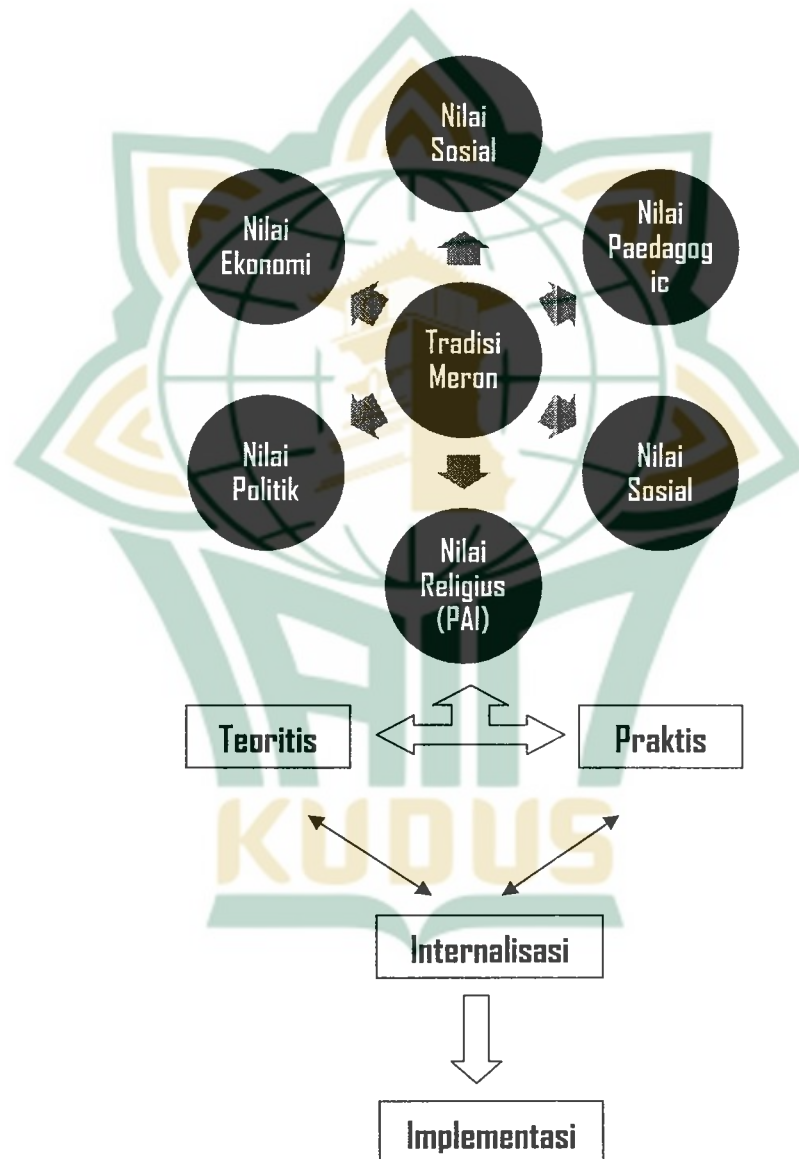 Nilai
Sosial
Nilai
Ekonomi
Nilai
Paedagog
ic
Tradisi
Meron
Nilai
Politik
Nilai
Sosial
Nilai
Religius
(PAI)
Teoritis
Praktis
IAIN
KUDUS
Internalisasi
Implementasi